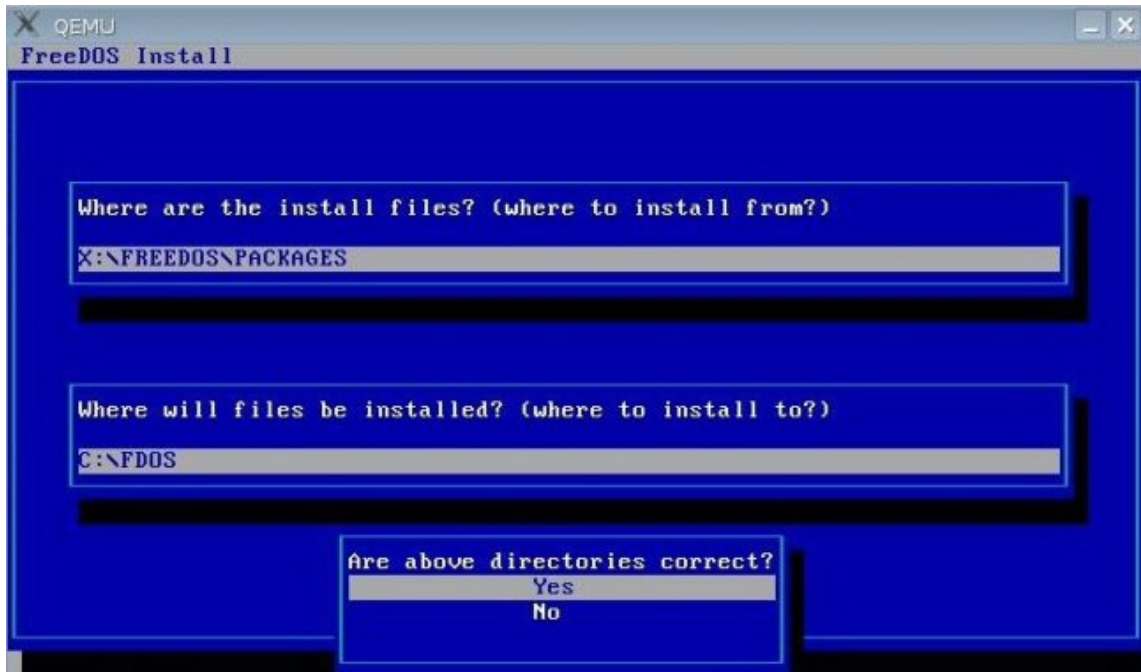 QEMU
FreeDOS Install
Where are the install files? (where to install from?)
X:\FREEDOS\PACKAGES
Where will files be installed? (where to install to?)
C:\FDOS
Are above directories correct?
Yes
No